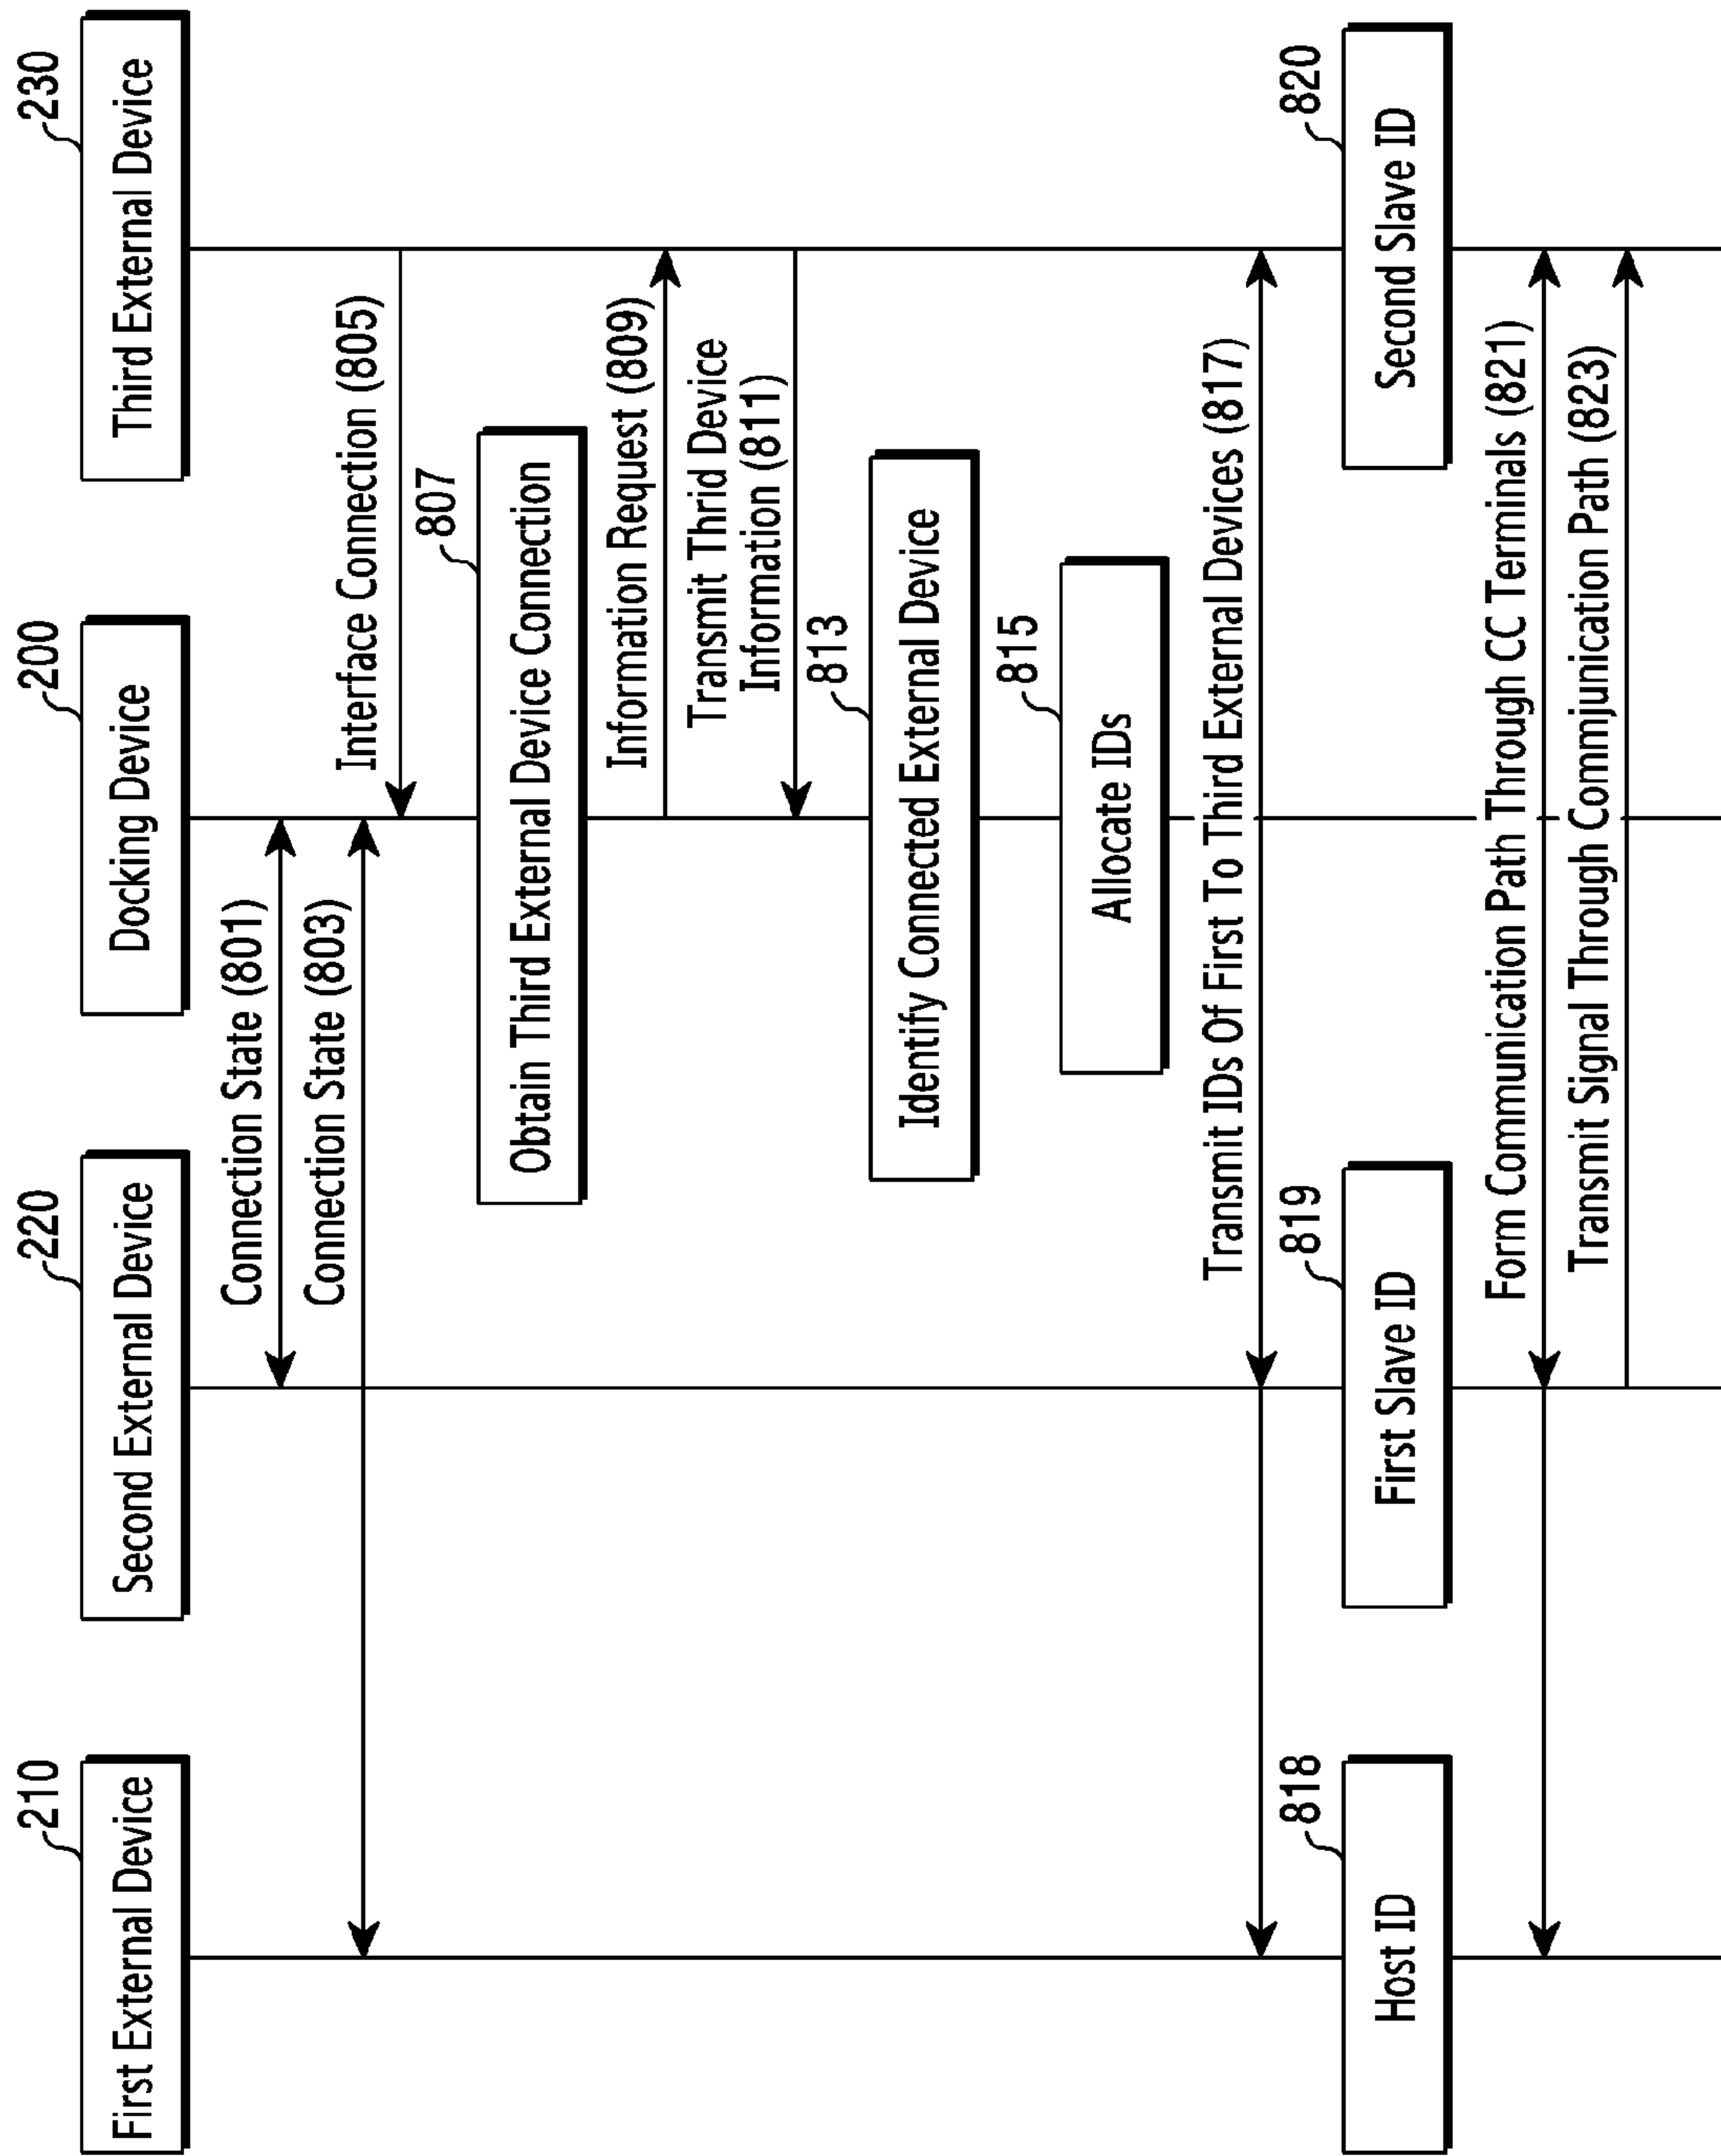 210
First External Device
220
Second External Device
200
Docking Device
230
Third External Device
Connection State (801)
Connection State (803)
Interface Connection (805)
807
Obtain Third External Device Connection
Information Request (809)
Transmit Thrid Device
Information (811)
813
Identify Connected External Device
815
Allocate IDs
Transmit IDs Of First To Third External Devices (817)
818
Host ID
819
First Slave ID
820
Second Slave ID
Form Communication Path Through CC Terminals (821)
Transmit Signal Through Commjunication Path (823)